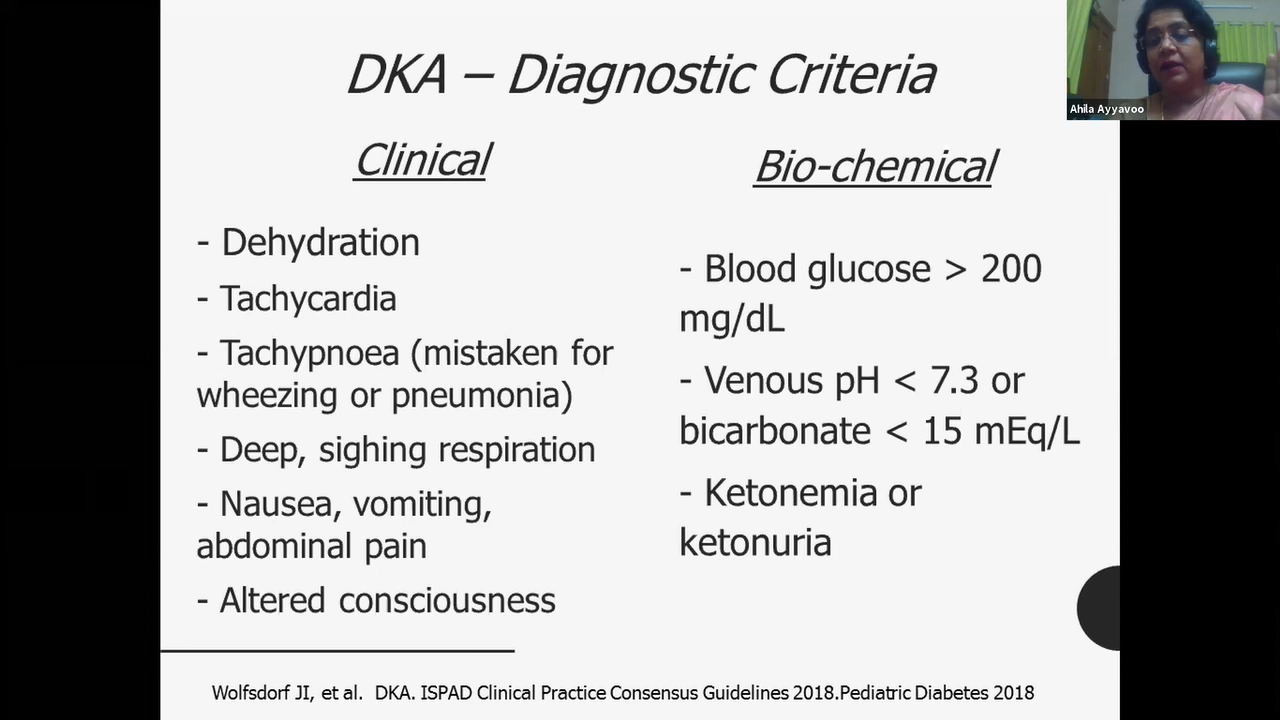 DKA – Diagnostic Criteria
Ahila Ayyavoo
Clinical
- Dehydration
- Tachycardia
- Tachypnoea (mistaken for
wheezing or pneumonia)
- Deep, sighing respiration
- Nausea, vomiting,
abdominal pain
- Altered consciousness
Bio-chemical
- Blood glucose > 200
mg/dL
- Venous pH < 7.3 or
bicarbonate < 15 mEq/L
- Ketonemia or
ketonuria
Wolfsdorf JI, et al. DKA. ISPAD Clinical Practice Consensus Guidelines 2018.Pediatric Diabetes 2018